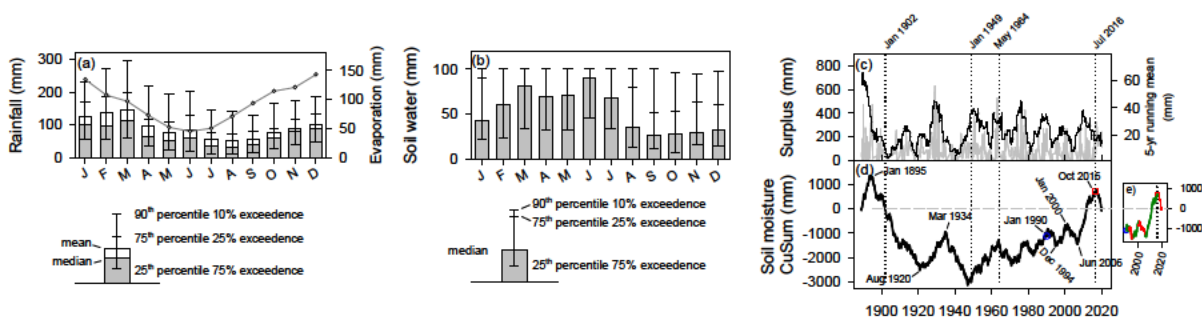 (a)
Rainfall (mm)
300
200
100
0
150
100
50
0
Evaporation (mm)
J F M A M J J A S O N D
90th percentile 10% exceedence
mean
75th percentile 25% exceedence
median
25th percentile 75% exceedence
(b)
Soil water (mm)
100
50
0
J F M A M J J A S O N D
90th percentile 10% exceedence
75th percentile 25% exceedence
median
25th percentile 75% exceedence
Jan 1902
Jan 1949
May 1964
Jul 2016
(c)
Surplus (mm)
800
600
400
200
0
60
40
20
5-yr running mean (mm)
(d)
Soil moisture CuSum (mm)
1000
0
-1000
-2000
-3000
Jan 1895
Aug 1920
Mar 1934
Jan 1990
Dec 1994
Jan 2000
Jun 2006
Oct 2016
1900 1920 1940 1960 1980 2000 2020
(e)
1000
0
-1000
2000
2020